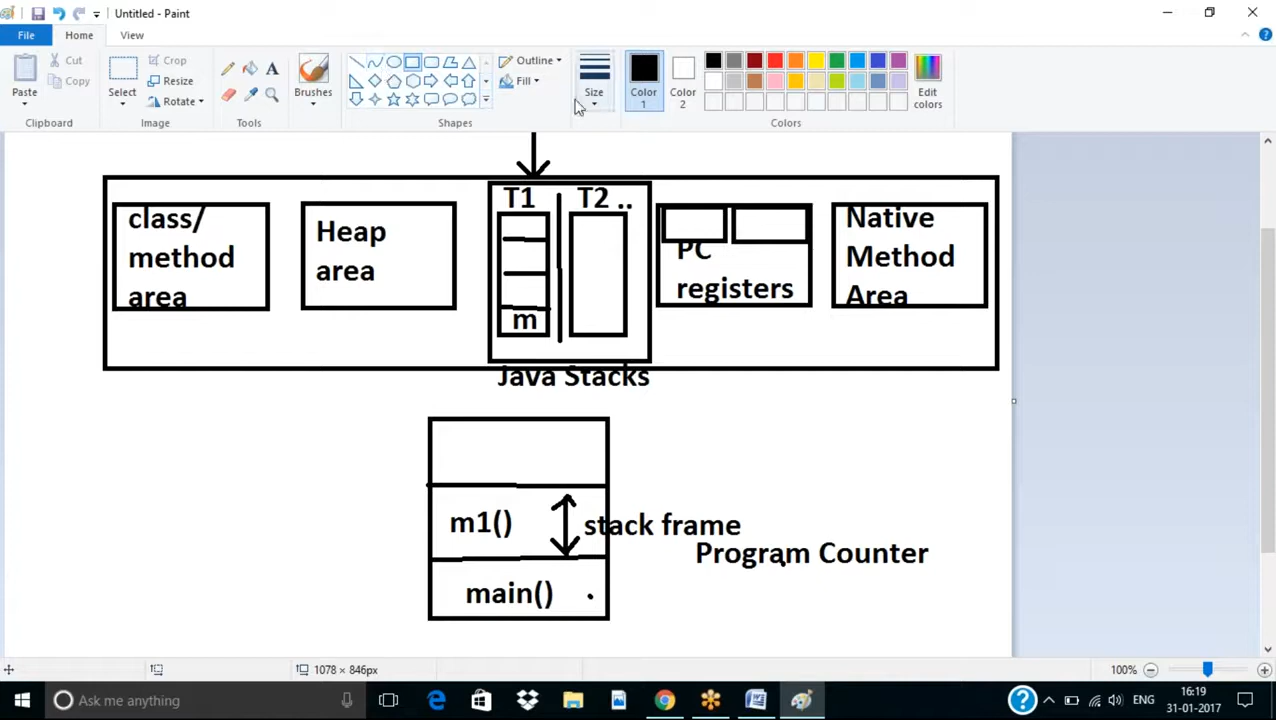 Untitled - Paint
File
Home
View
Paste
Cut
Copy
Clipboard
Select
Crop
Resize
Rotate
Image
Tools
Brushes
Outline
Fill
Shapes
Size
Color
1
Color
2
Edit
colors
Colors
class/
method
area
Heap
area
T1
T2 ..
m
Java Stacks
PC
registers
Native
Method
Area
m1()
stack frame
Program Counter
main()
1078 × 846px
100%
Ask me anything
ENG
16:19
31-01-2017